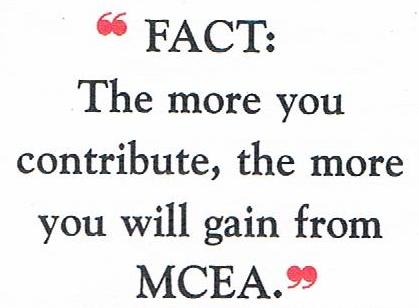 “ FACT:
The more you
contribute, the more
you will gain from
MCEA.”